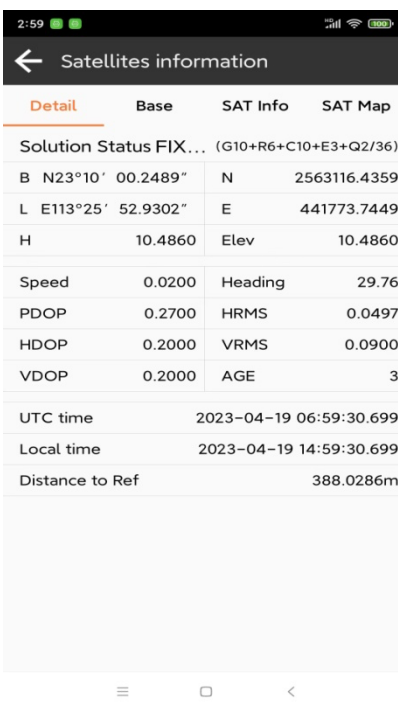 2:59 HD 100
Satellites information
Detail Base SAT Info SAT Map
Solution Status FIX... (G10+R6+C10+E3+Q2/36)
B N23°10′ 00.2489″ N 2563116.4359
L E113°25′ 52.9302″ E 441773.7449
H 10.4860 Elev 10.4860
Speed 0.0200 Heading 29.76
PDOP 0.2700 HRMS 0.0497
HDOP 0.2000 VRMS 0.0900
VDOP 0.2000 AGE 3
UTC time 2023-04-19 06:59:30.699
Local time 2023-04-19 14:59:30.699
Distance to Ref 388.0286m